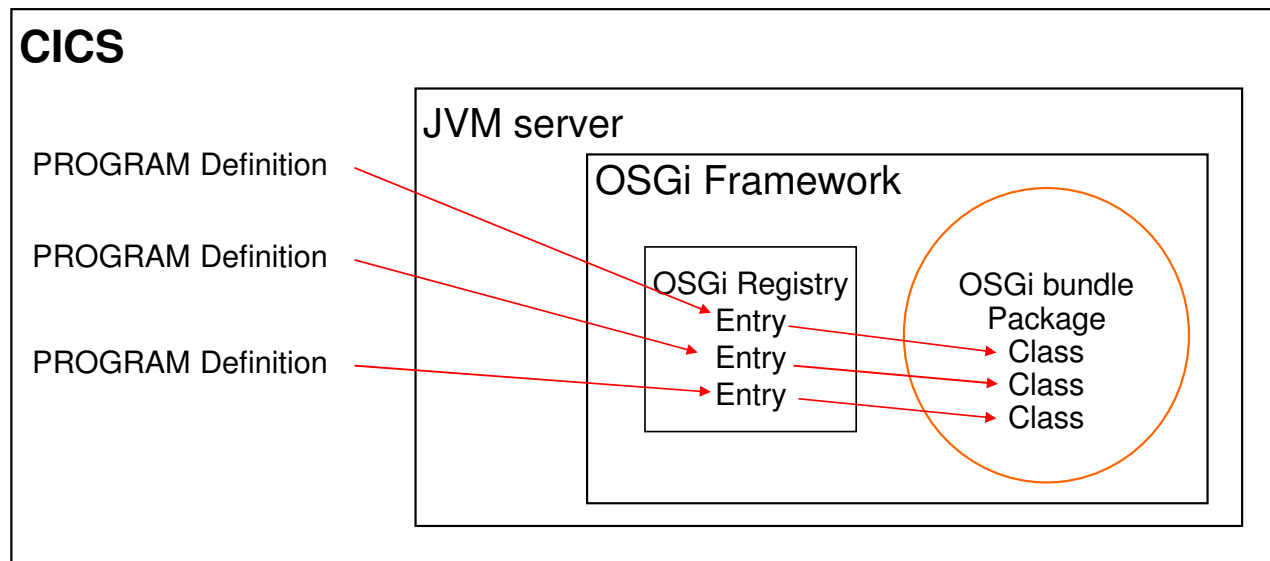 CICS
JVM server
PROGRAM Definition
OSGi Framework
PROGRAM Definition
OSGi Registry
Entry
Entry
Entry
OSGi bundle
Package
Class
Class
Class
PROGRAM Definition